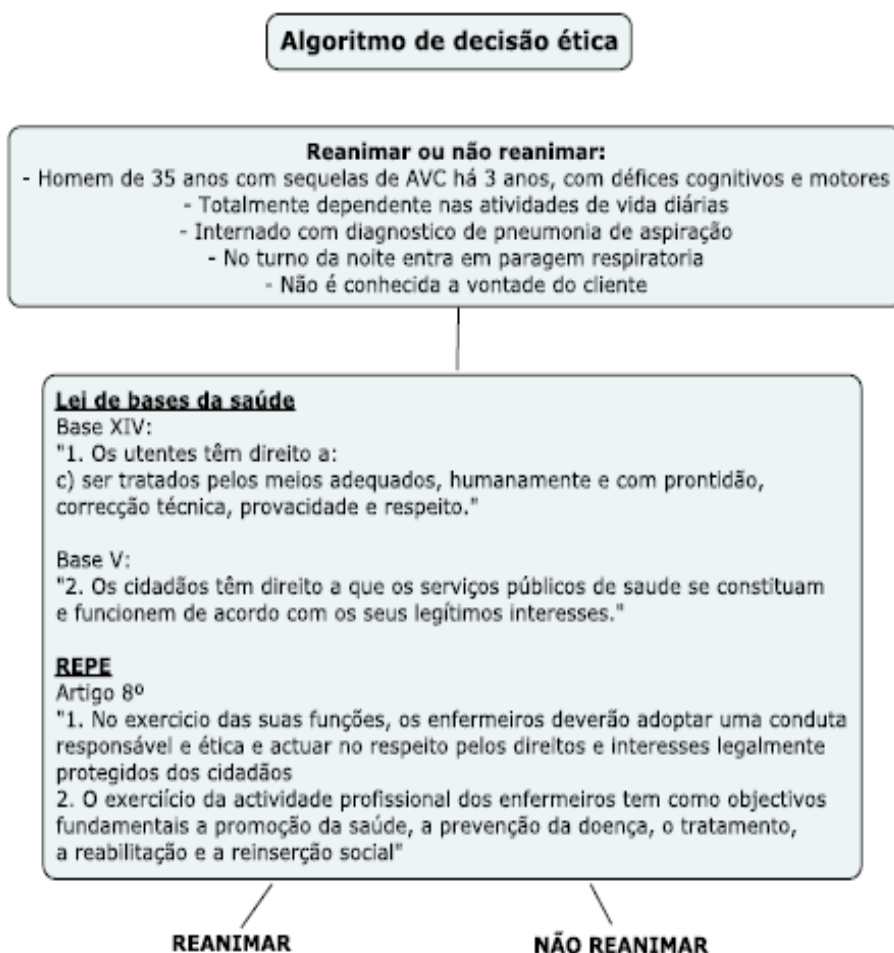 Algoritmo de decisão ética
Reanimar ou não reanimar:
- Homem de 35 anos com sequelas de AVC há 3 anos, com défices cognitivos e motores
- Totalmente dependente nas atividades de vida diárias
- Internado com diagnostico de pneumonia de aspiração
- No turno da noite entra em paragem respiratoria
- Não é conhecida a vontade do cliente
Lei de bases da saúde
Base XIV:
"1. Os utentes têm direito a:
c) ser tratados pelos meios adequados, humanamente e com prontidão,
correcção técnica, provacidade e respeito."
Base V:
"2. Os cidadãos têm direito a que os serviços públicos de saude se constituam
e funcionem de acordo com os seus legítimos interesses."
REPE
Artigo 8º
"1. No exercicio das suas funções, os enfermeiros deverão adoptar uma conduta
responsável e ética e actuar no respeito pelos direitos e interesses legalmente
protegidos dos cidadãos
2. O exerciício da actividade profissional dos enfermeiros tem como objectivos
fundamentais a promoção da saúde, a prevenção da doença, o tratamento,
a reabilitação e a reinserção social"
REANIMAR
NÃO REANIMAR